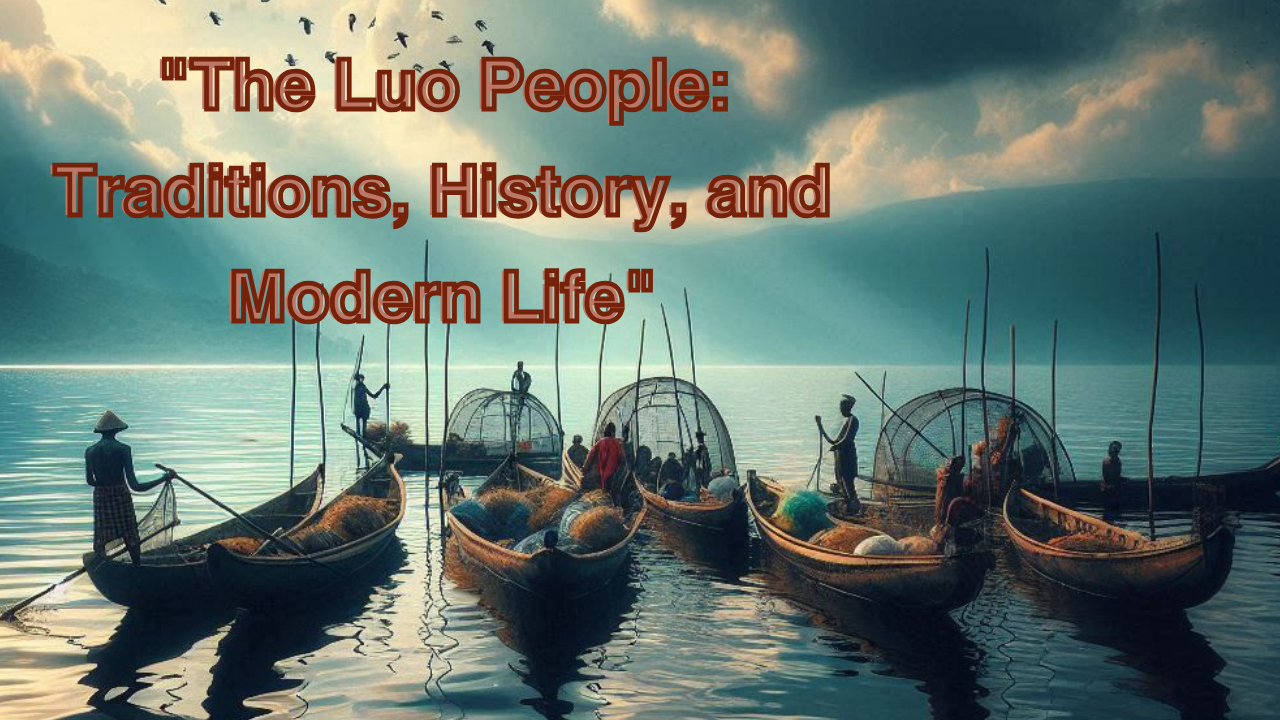 "The Luo People:
Traditions, History, and
Modern Life"